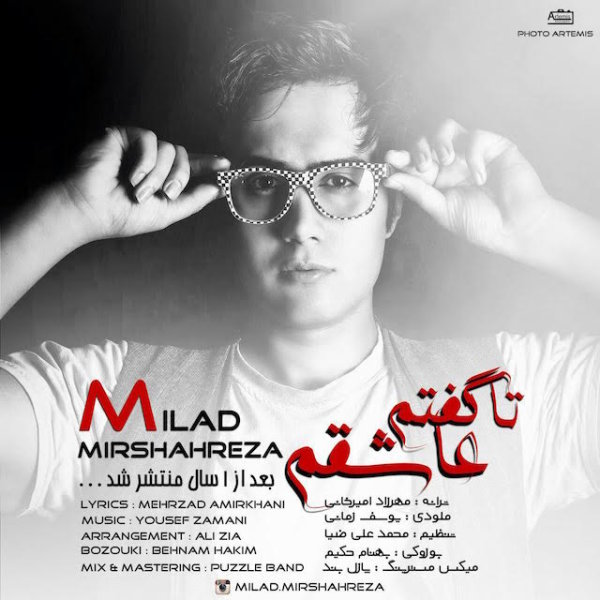 Artemis
PHOTO ARTEMIS
تا گفتم
عاشقم
MILAD
MIRSHAHREZA
بعد از ۱ سال منتشر شد ...
LYRICS : MEHRZAD AMIRKHANI
ترانه : مهرزاد امیرخانی
MUSIC : YOUSEF ZAMANI
ملودی : یوسف زمانی
ARRANGEMENT : ALI ZIA
تنظیم : محمد علی ضیا
BOZOUKI : BEHNAM HAKIM
بوزوکی : بهنام حکیم
MIX & MASTERING : PUZZLE BAND
میکس مسترینگ : پازل بند
MILAD.MIRSHAHREZA